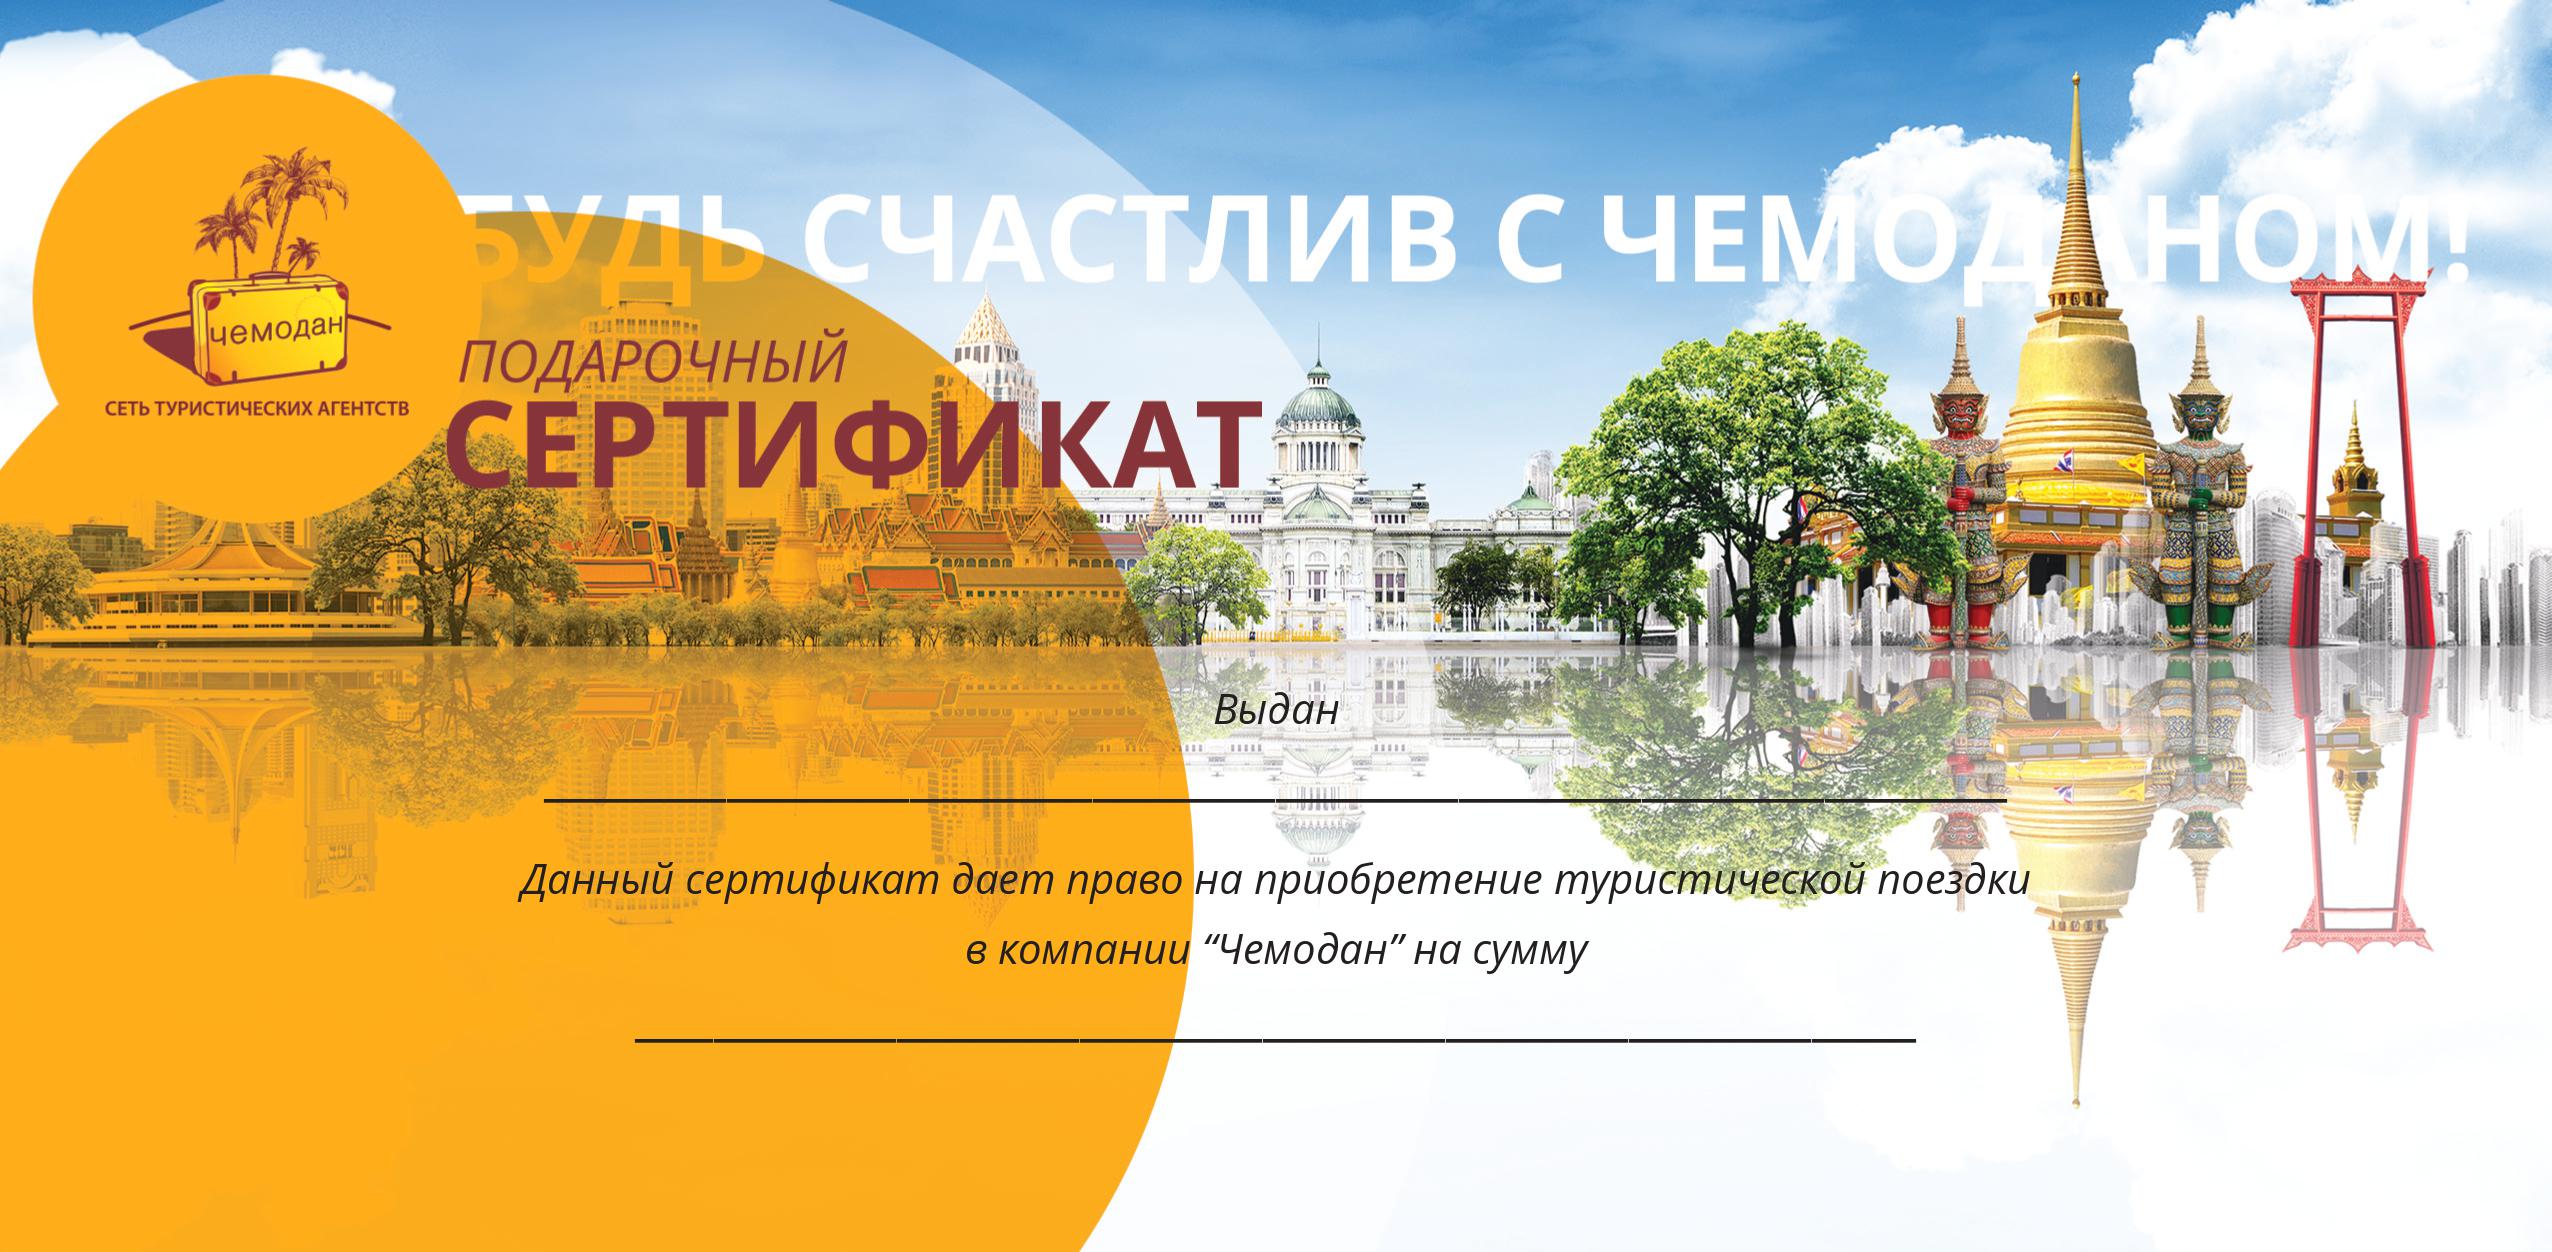 БУДЬ СЧАСТЛИВ С ЧЕМОДАНОМ!
чемодан
СЕТЬ ТУРИСТИЧЕСКИХ АГЕНТСТВ
ПОДАРОЧНЫЙ
СЕРТИФИКАТ
Выдан
Данный сертификат дает право на приобретение туристической поездки
в компании “Чемодан” на сумму